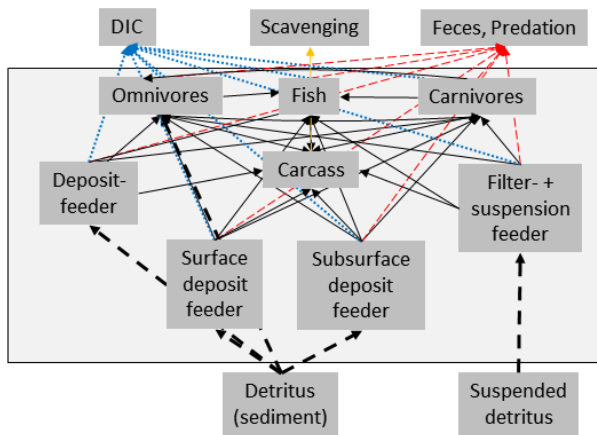 DIC
Scavenging
Feces, Predation
Omnivores
Fish
Carnivores
Carcass
Deposit-
feeder
Filter- +
suspension
feeder
Surface
deposit
feeder
Subsurface
deposit
feeder
Detritus
(sediment)
Suspended
detritus